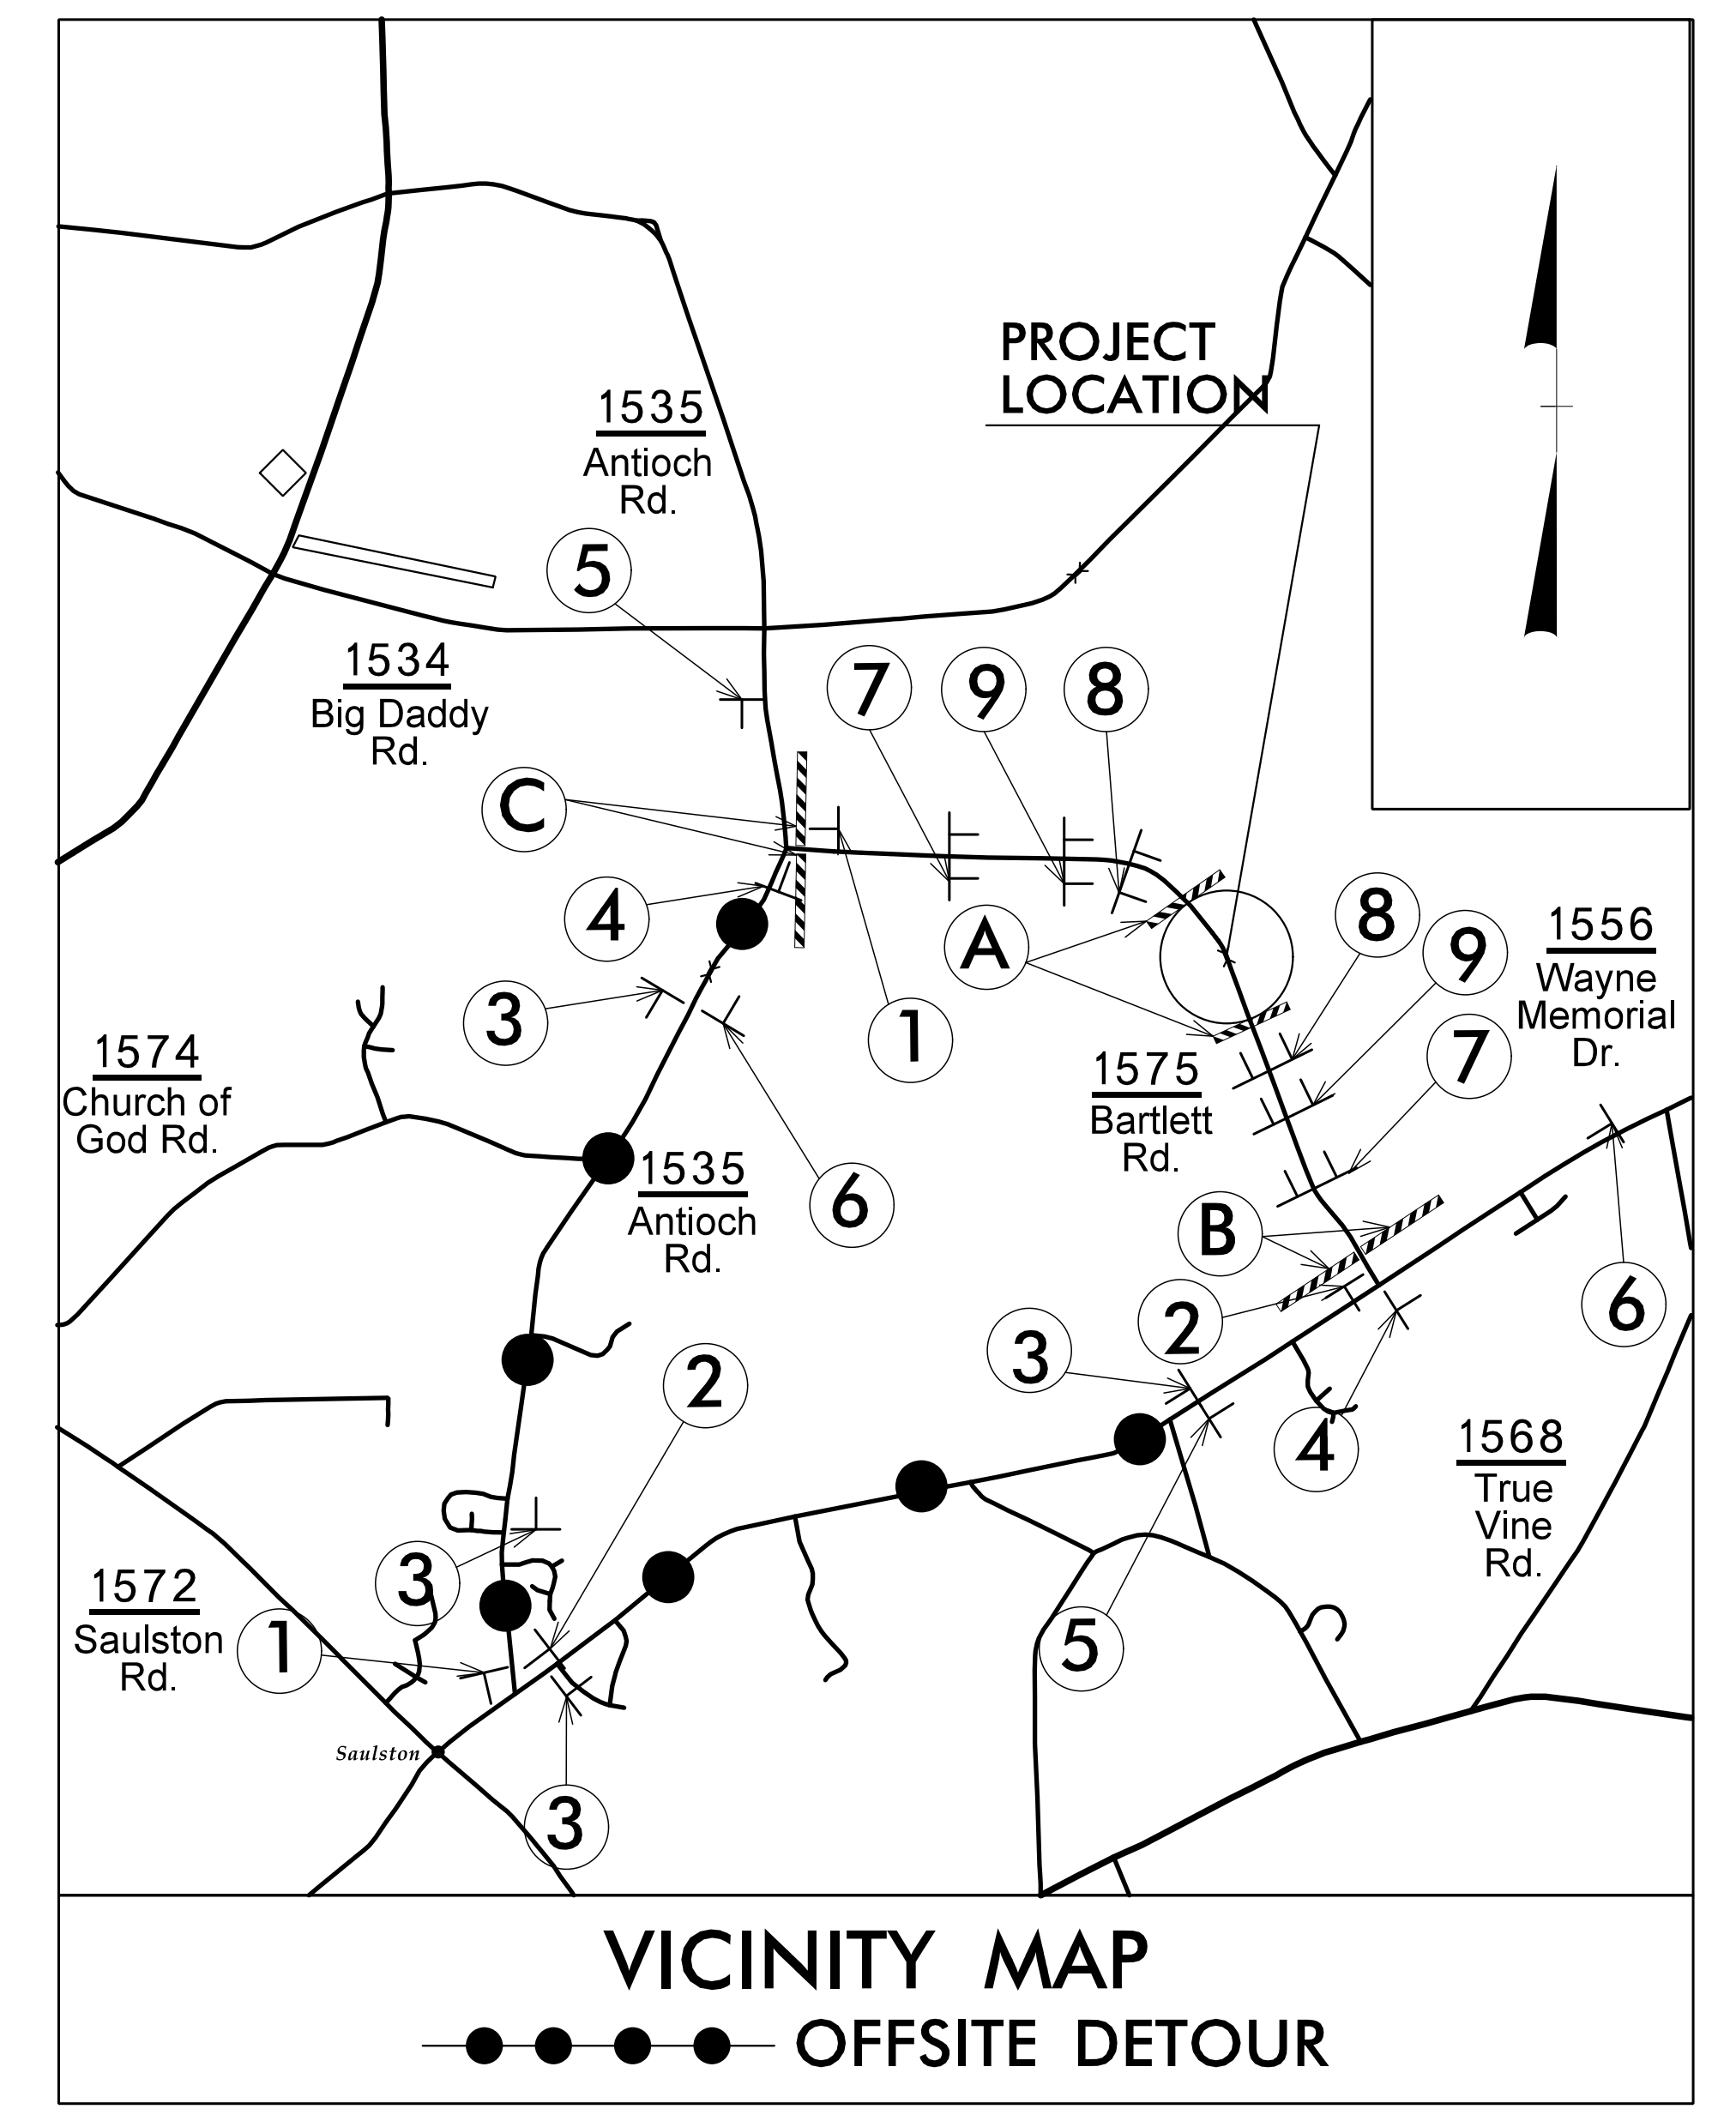 PROJECT
LOCATION
1535
Antioch
Rd.
5
1534
Big Daddy
Rd.
7
9
8
C
4
A
8
9
1556
Wayne
Memorial
Dr.
3
1
7
1574
Church of
God Rd.
1575
Bartlett
Rd.
1535
Antioch
Rd.
6
B
2
6
3
2
4
1568
True
Vine
Rd.
3
1572
Saulston
Rd.
1
5
Saulston
3
VICINITY MAP
OFFSITE DETOUR